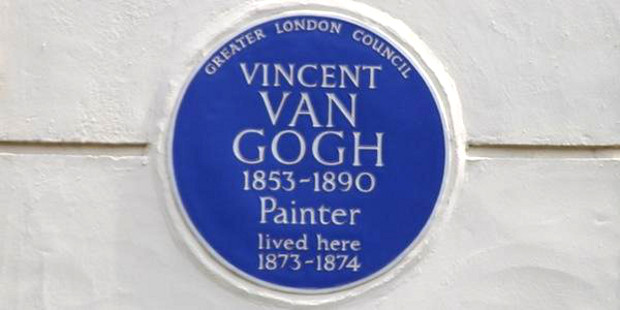 GREATER LONDON COUNCIL
VINCENT
VAN
GOGH
1853-1890
Painter
lived here
1873-1874